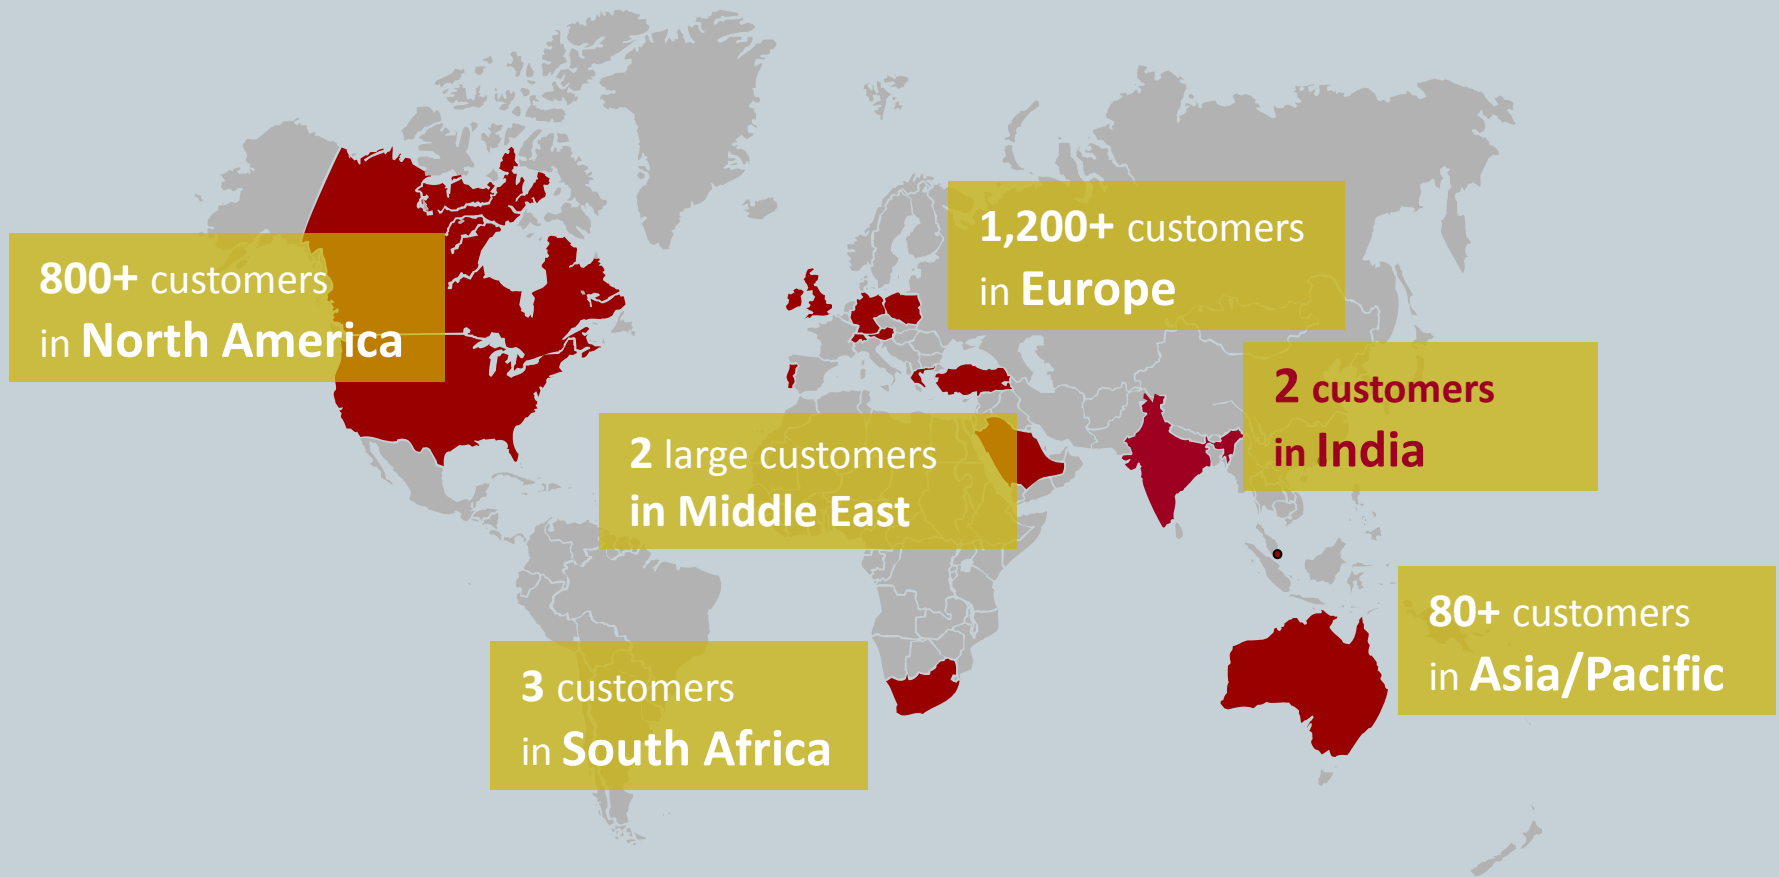 1,200+ customers
in Europe
800+ customers
in North America
2 customers
in India
2 large customers
in Middle East
80+ customers
in Asia/Pacific
3 customers
in South Africa